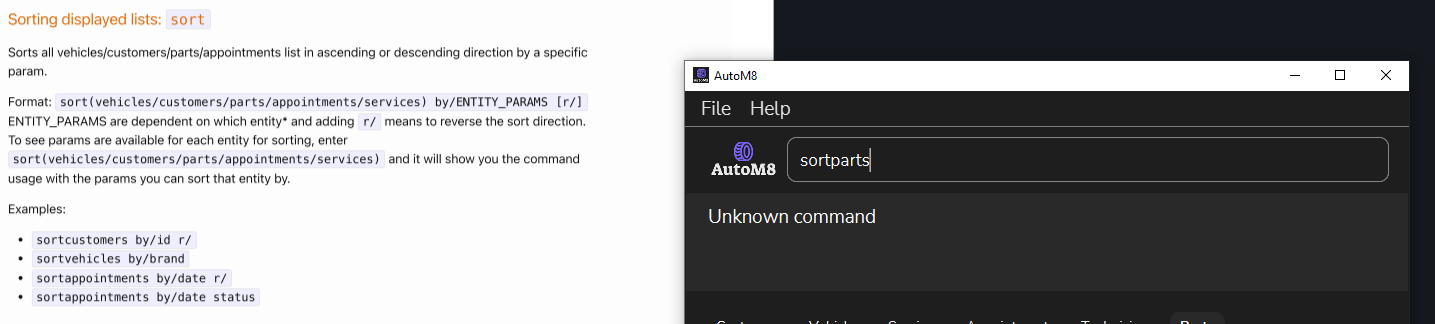 Sorting displayed lists: sort
Sorts all vehicles/customers/parts/appointments list in ascending or descending direction by a specific
param.
Format: sort(vehicles/customers/parts/appointments/services) by/ENTITY_PARAMS [r/]
ENTITY_PARAMS are dependent on which entity* and adding r/ means to reverse the sort direction.
To see params are available for each entity for sorting, enter
sort(vehicles/customers/parts/appointments/services) and it will show you the command
usage with the params you can sort that entity by.
Examples:
• sortcustomers by/id r/
• sortvehicles by/brand
• sortappointments by/date r/
• sortappointments by/date status
AutoM8
File Help
AutoM8
sortparts
Unknown command